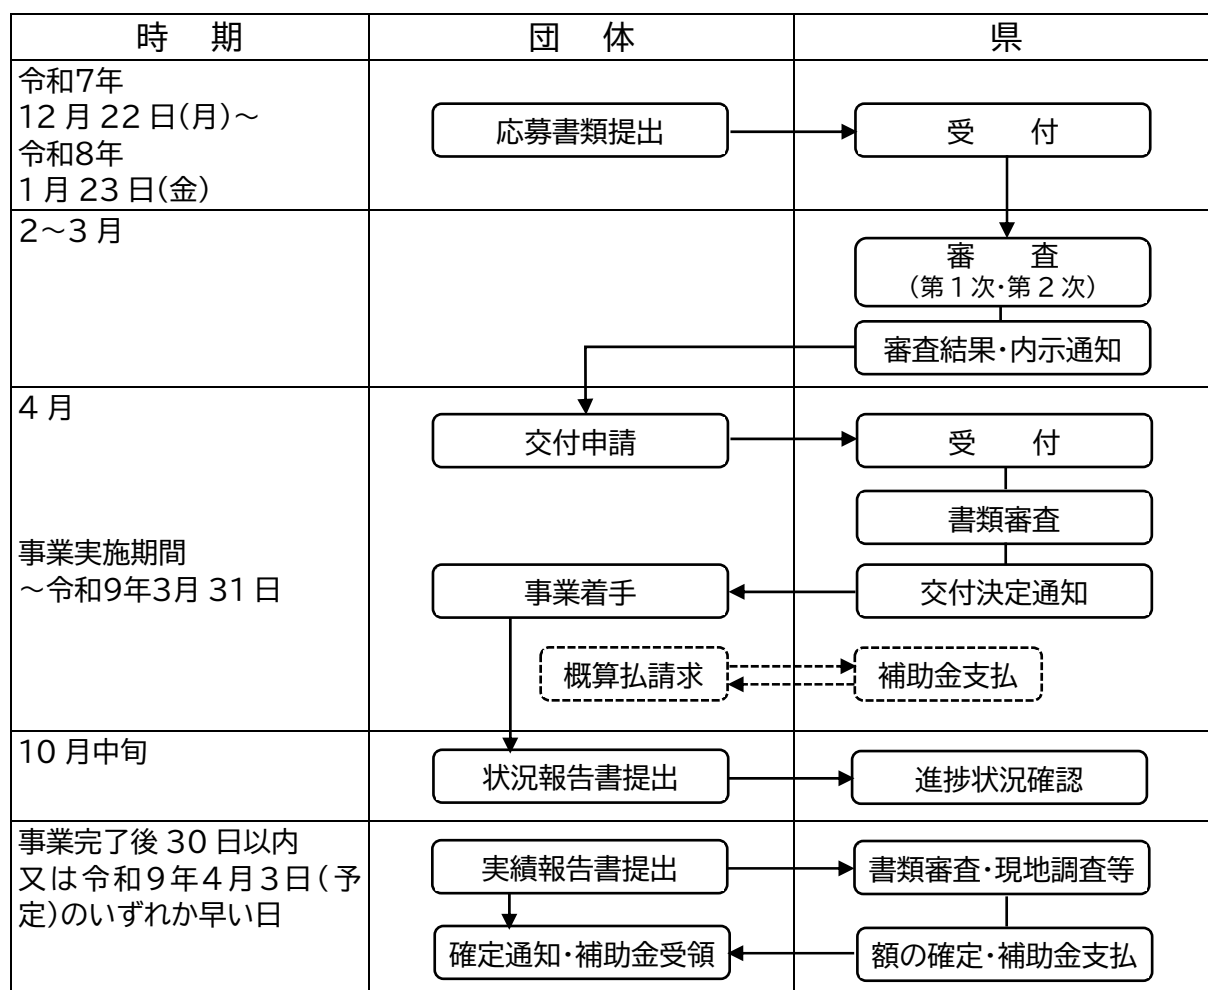 時　期
団　体
県
令和7年
12月22日(月)～
令和8年
1月23日(金)
応募書類提出
受　付
2～3月
審　査
(第1次・第2次)
審査結果・内示通知
4月
交付申請
受　付
書類審査
事業実施期間
～令和9年3月31日
事業着手
交付決定通知
概算払請求
補助金支払
10月中旬
状況報告書提出
進捗状況確認
事業完了後30日以内
又は令和9年4月3日(予
定)のいずれか早い日
実績報告書提出
書類審査・現地調査等
確定通知・補助金受領
額の確定・補助金支払